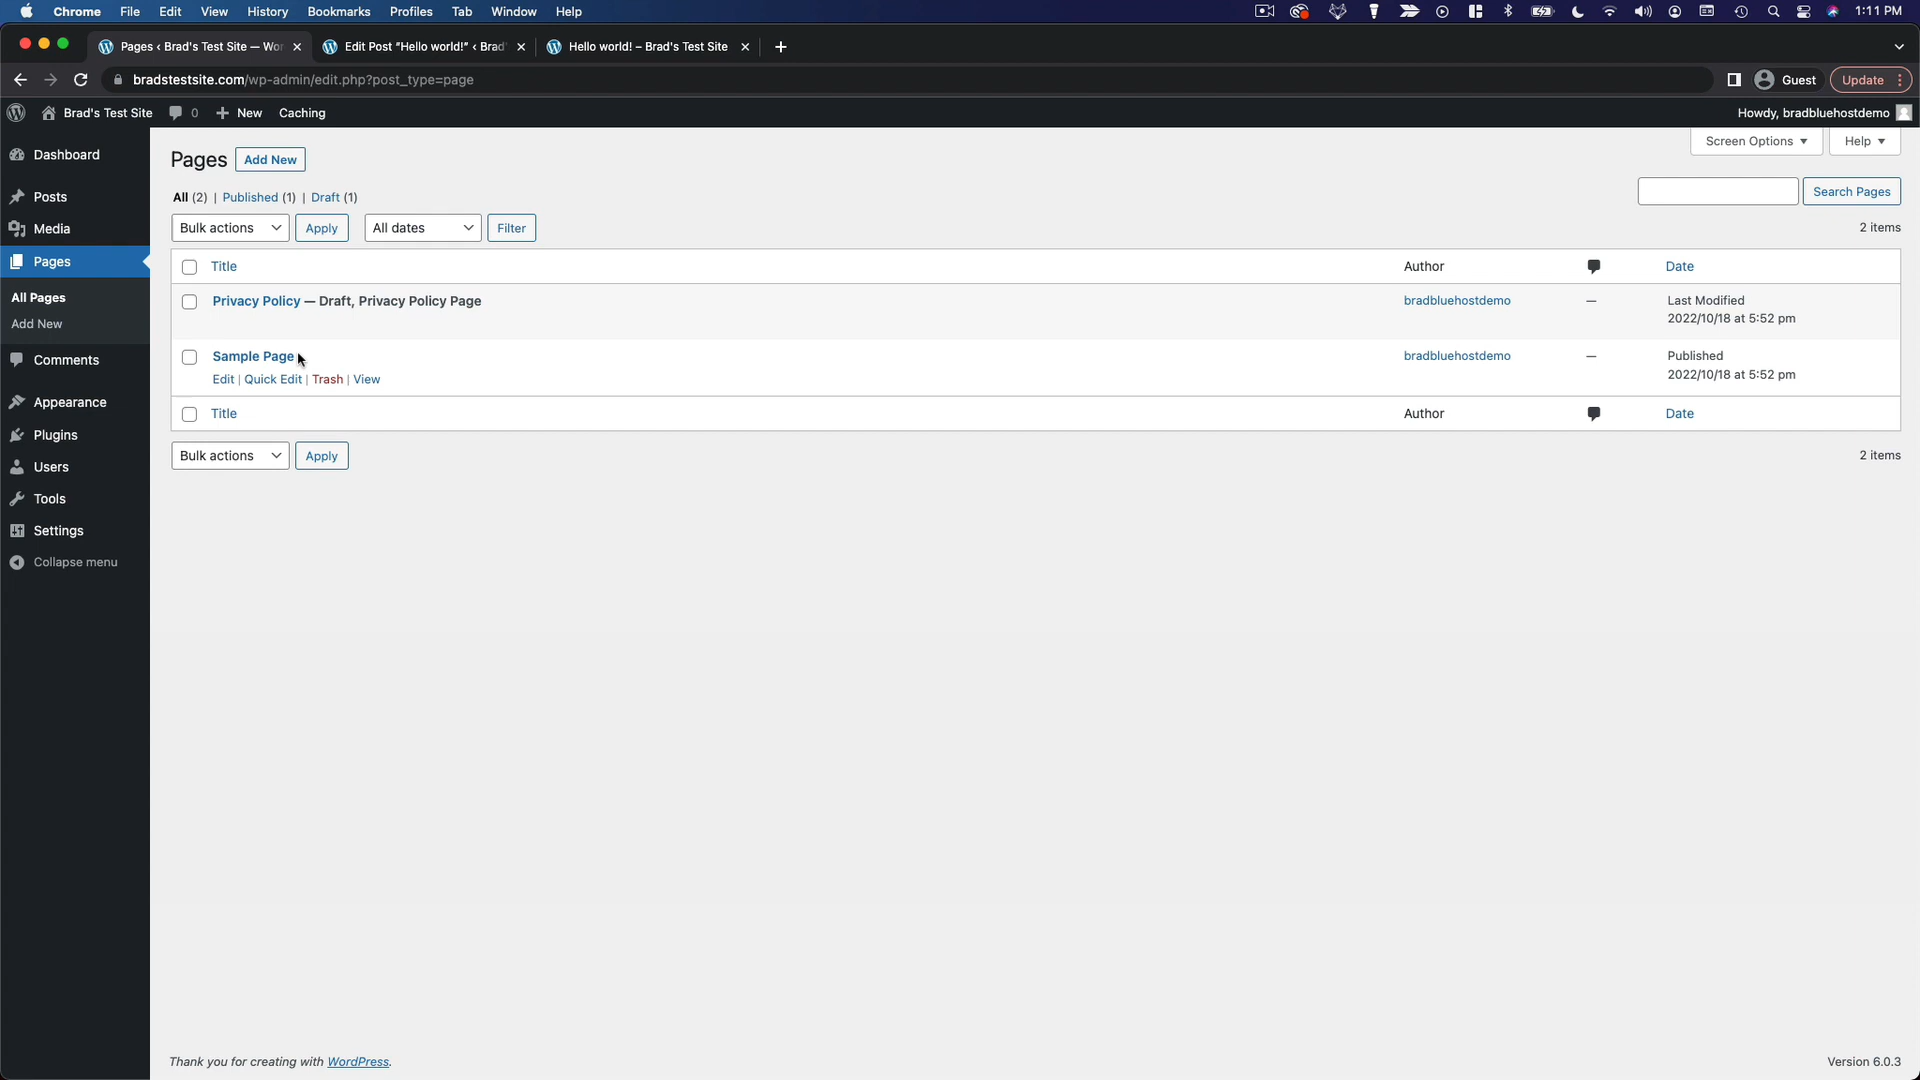 Chrome File Edit View History Bookmarks Profiles Tab Window Help 1:11 PM
Pages ‹ Brad's Test Site — Wor Edit Post "Hello world!" ‹ Brad' Hello world! – Brad's Test Site
bradstestsite.com/wp-admin/edit.php?post_type=page Guest Update
Brad's Test Site 0 New Caching Howdy, bradbluehostdemo
Dashboard
Posts
Media
Pages
All Pages
Add New
Comments
Appearance
Plugins
Users
Tools
Settings
Collapse menu
Screen Options Help
Pages Add New
All (2) | Published (1) | Draft (1)
Search Pages
Bulk actions Apply All dates Filter 2 items
Title Author Date
Privacy Policy — Draft, Privacy Policy Page bradbluehostdemo — Last Modified
2022/10/18 at 5:52 pm
Sample Page bradbluehostdemo — Published
Edit | Quick Edit | Trash | View 2022/10/18 at 5:52 pm
Title Author Date
Bulk actions Apply 2 items
Thank you for creating with WordPress. Version 6.0.3